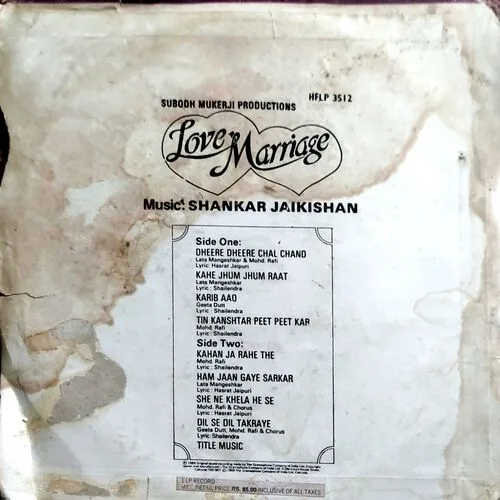 SUBODH MUKERJI PRODUCTIONS
HFLP 3512
Love Marriage
Music: SHANKAR JAIKISHAN
Side One:
DHEERE DHEERE CHAL CHAND
Lata Mangeshkar & Mohd. Rafi
Lyric: Hasrat Jaipuri
KAHE JHUM JHUM RAAT
Lata Mangeshkar
Lyric : Shailendra
KARIB AAO
Geeta Dutt
Lyric : Shailendra
TIN KANSHTAR PEET PEET KAR
Mohd. Rafi
Lyric : Shailendra
Side Two:
KAHAN JA RAHE THE
Mohd. Rafi
Lyric : Shailendra
HAM JAAN GAYE SARKAR
Lata Mangeshkar
Lyric : Hasrat Jaipuri
SHE NE KHELA HE SE
Mohd. Rafi & Chorus
Lyric : Hasrat Jaipuri
DIL SE DIL TAKRAYE
Geeta Dutt, Mohd. Rafi & Chorus
Lyric: Shailendra
TITLE MUSIC
1 LP RECORD
PRICE RS. 65.00 INCLUSIVE OF ALL TAXES